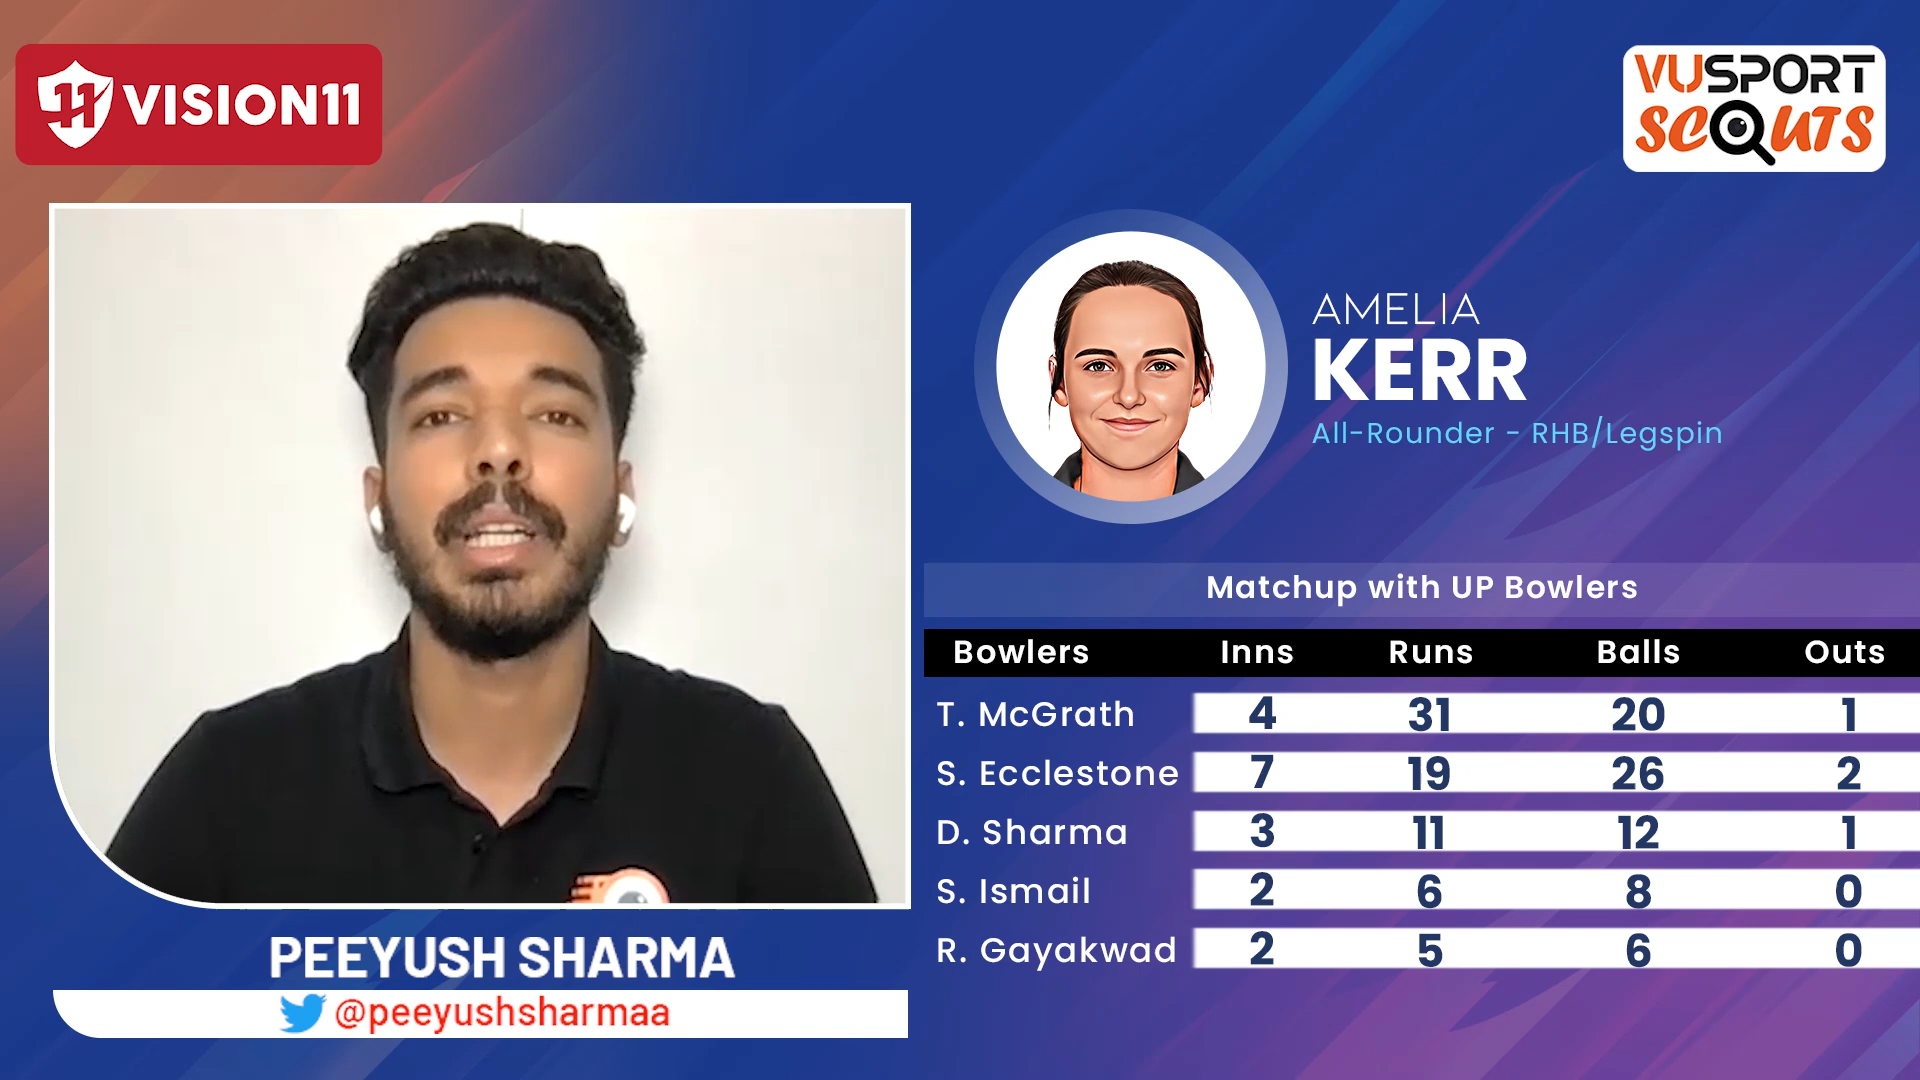 11 VISION11
VUSPORT
SCOUTS
AMELIA
KERR
All-Rounder - RHB/Legspin
Matchup with UP Bowlers
Bowlers Inns Runs Balls Outs
T. McGrath 4 31 20 1
S. Ecclestone 7 19 26 2
D. Sharma 3 11 12 1
S. Ismail 2 6 8 0
R. Gayakwad 2 5 6 0
PEEYUSH SHARMA
@peeyushsharmaa